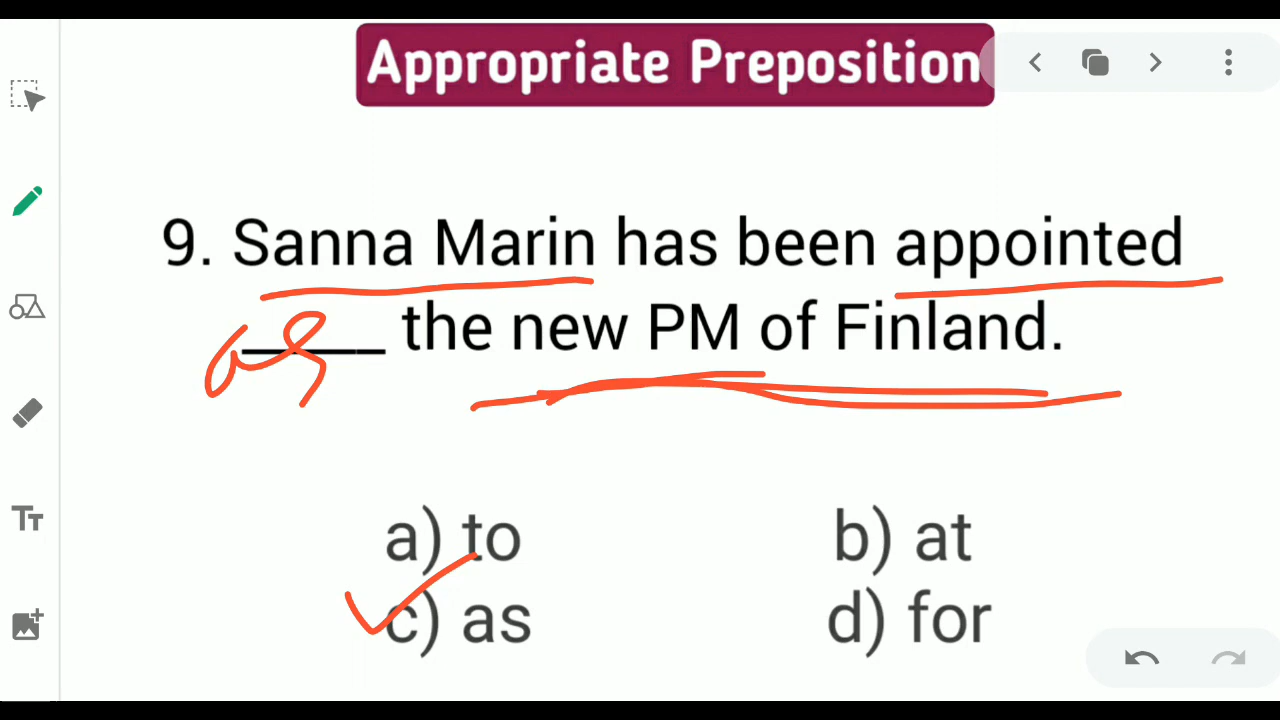 Appropriate Preposition
9. Sanna Marin has been appointed
as _____ the new PM of Finland.
a) to b) at
c) as d) for